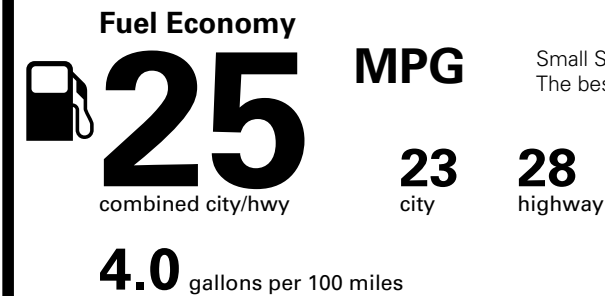 Fuel Economy
25 MPG
Small
The
combined city/hwy
23 city
28 highway
4.0 gallons per 100 miles